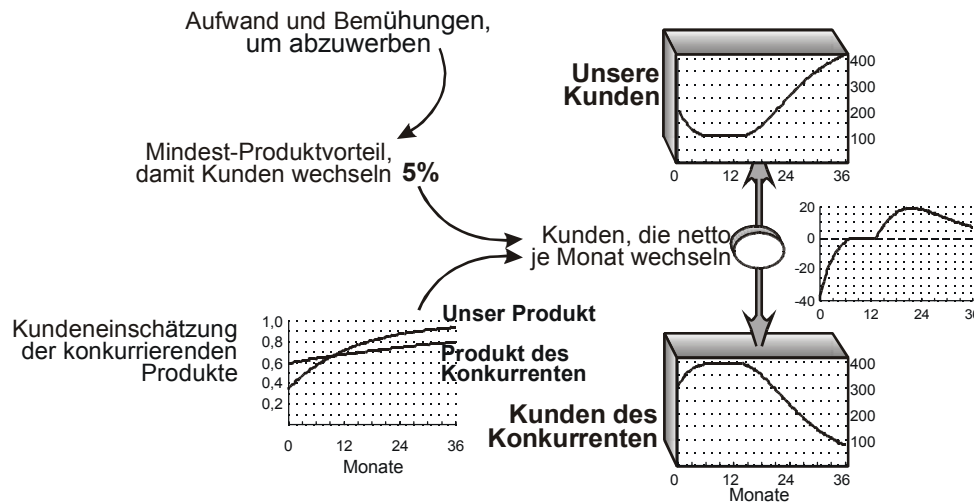 Aufwand und Bemühungen,
um abzuwerben
Mindest-Produktvorteil,
damit Kunden wechseln 5%
Kunden, die netto
je Monat wechseln
Unsere
Kunden
400
300
200
100
0 12 24 36
20
0
-20
-40
0 12 24 36
Kundeneinschätzung
der konkurrierenden
Produkte
1,0
0,8
0,6
0,4
0,2
0 12 24 36
Monate
Unser Produkt
Produkt des
Konkurrenten
Kunden des
Konkurrenten
400
300
200
100
0 12 24 36
Monate